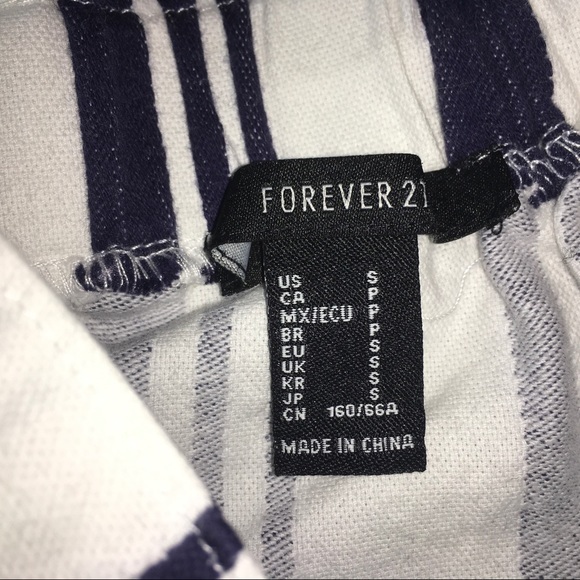 FOREVER 21
US S
CA P
MX/ECU P
BR P
EU S
UK S
KR S
JP S
CN 160/66A
MADE IN CHINA